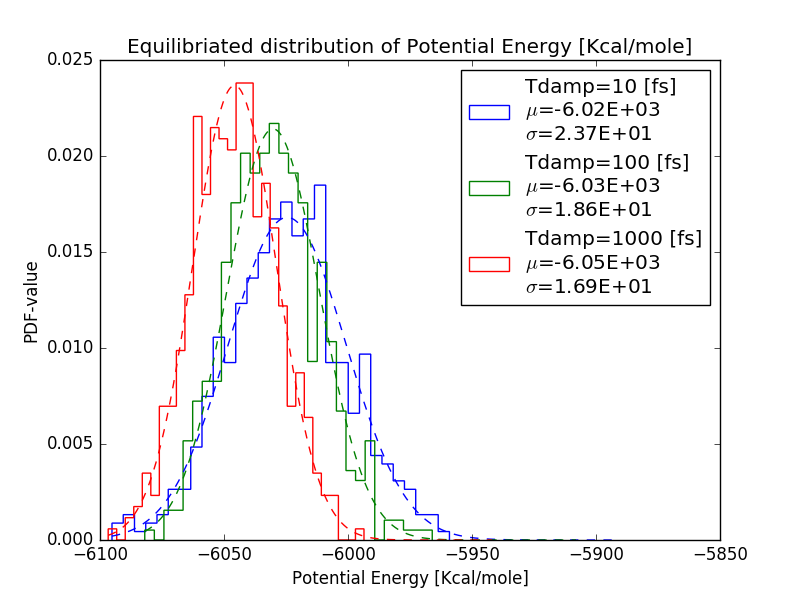 Equilibriated distribution of Potential Energy [Kcal/mole]
0.025
0.020
0.015
0.010
0.005
0.000
PDF-value
Tdamp=10 [fs]
μ=-6.02E+03
σ=2.37E+01
Tdamp=100 [fs]
μ=-6.03E+03
σ=1.86E+01
Tdamp=1000 [fs]
μ=-6.05E+03
σ=1.69E+01
−6100 −6050 −6000 −5950 −5900 −5850
Potential Energy [Kcal/mole]